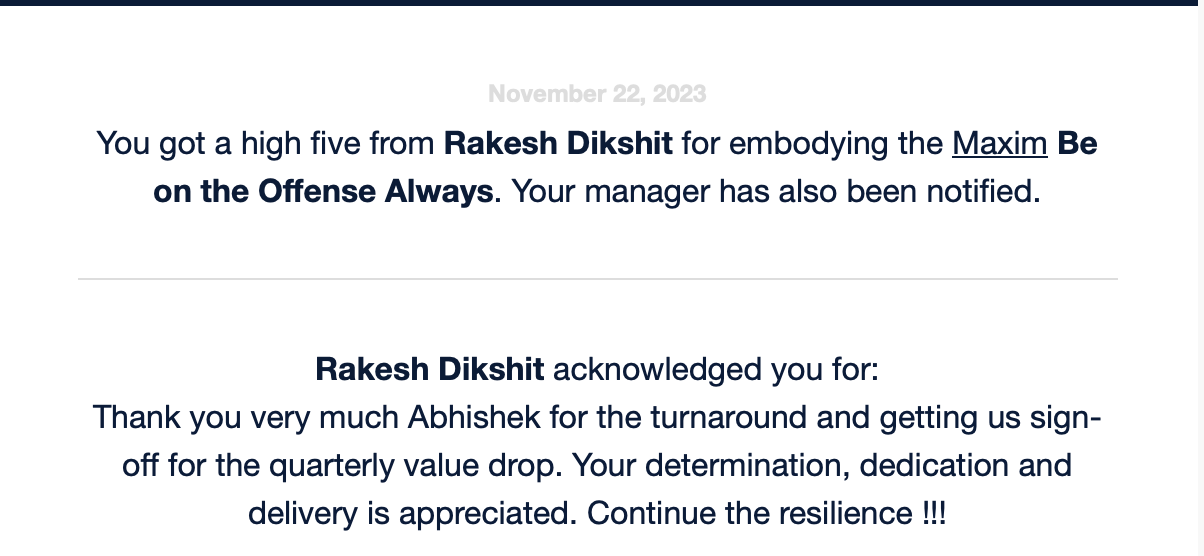 November 22, 2023
You got a high five from Rakesh Dikshit for embodying the Maxim Be
on the Offense Always. Your manager has also been notified.
Rakesh Dikshit acknowledged you for:
Thank you very much Abhishek for the turnaround and getting us sign-
off for the quarterly value drop. Your determination, dedication and
delivery is appreciated. Continue the resilience !!!